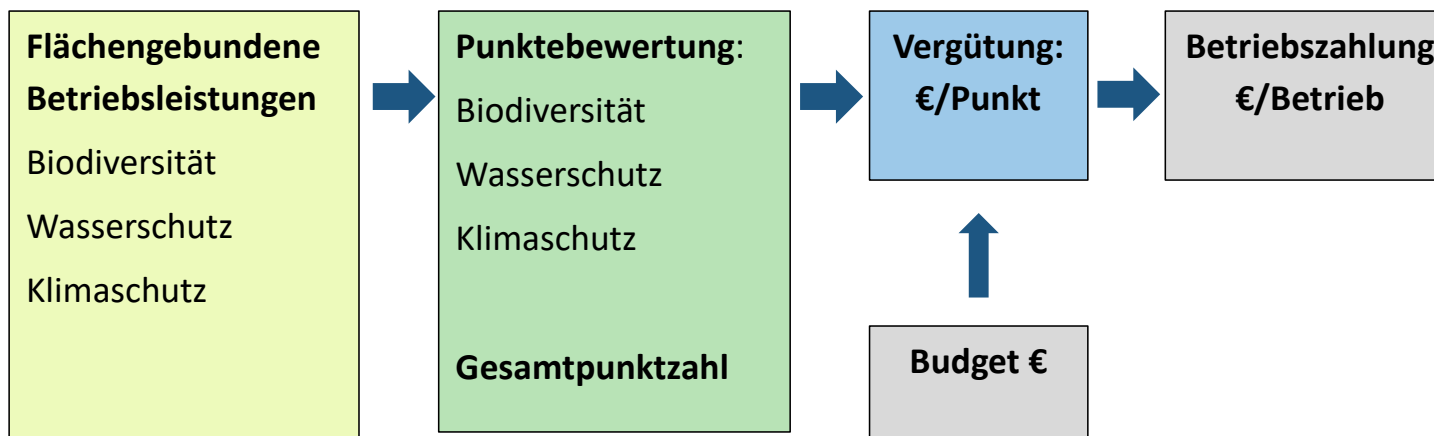 Flächengebundene
Betriebsleistungen
Biodiversität
Wasserschutz
Klimaschutz
Punktebewertung:
Biodiversität
Wasserschutz
Klimaschutz
Gesamtpunktzahl
Vergütung:
€/Punkt
Budget €
Betriebszahlung
€/Betrieb